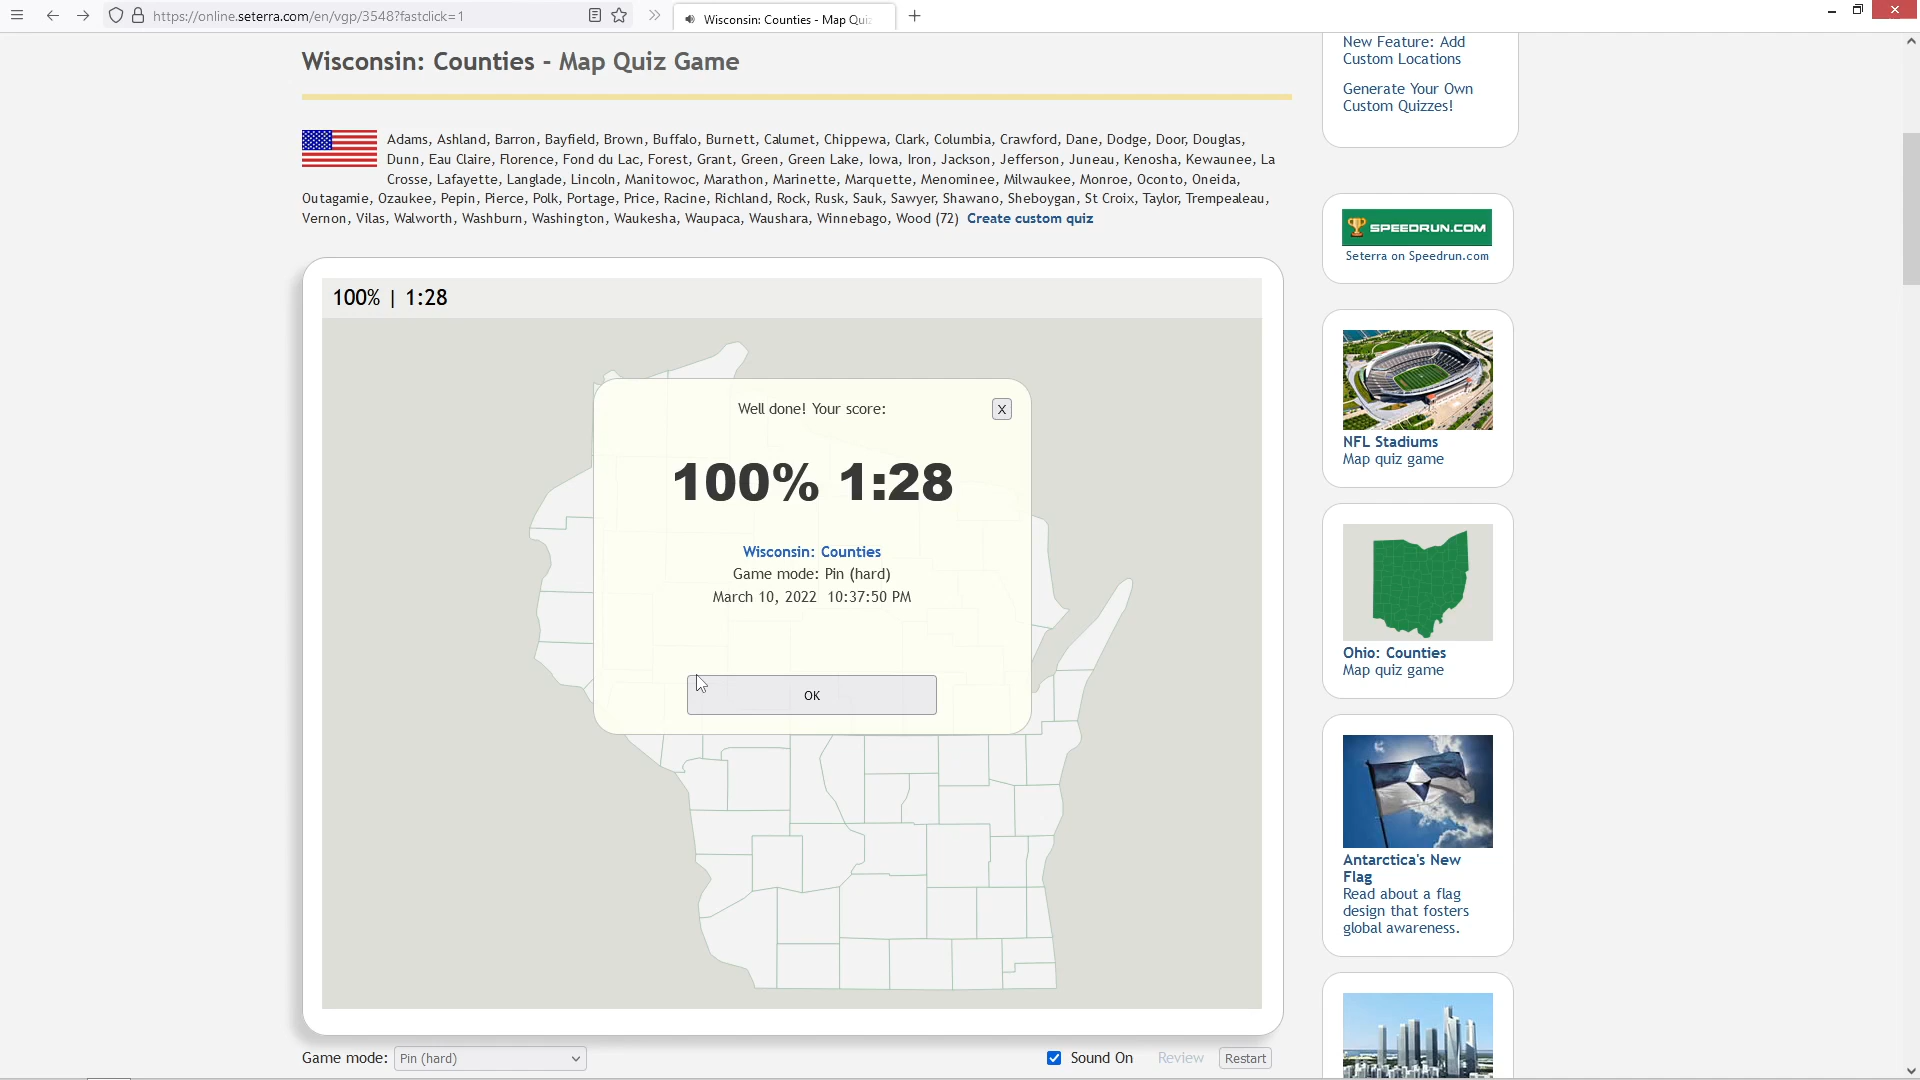 https://online.seterra.com/en/vgp/3548?fastclick=1
Wisconsin: Counties - Map Qui
Wisconsin: Counties - Map Quiz Game
Adams, Ashland, Barron, Bayfield, Brown, Buffalo, Burnett, Calumet, Chippewa, Clark, Columbia, Crawford, Dane, Dodge, Door, Douglas,
Dunn, Eau Claire, Florence, Fond du Lac, Forest, Grant, Green, Green Lake, Iowa, Iron, Jackson, Jefferson, Juneau, Kenosha, Kewaunee, La
Crosse, Lafayette, Langlade, Lincoln, Manitowoc, Marathon, Marinette, Marquette, Menominee, Milwaukee, Monroe, Oconto, Oneida,
Outagamie, Ozaukee, Pepin, Pierce, Polk, Portage, Price, Racine, Richland, Rock, Rusk, Sauk, Sawyer, Shawano, Sheboygan, St Croix, Taylor, Trempealeau,
Vernon, Vilas, Walworth, Washburn, Washington, Waukesha, Waupaca, Waushara, Winnebago, Wood (72) Create custom quiz
100% | 1:28
Well done! Your score:
X
100% 1:28
Wisconsin: Counties
Game mode: Pin (hard)
March 10, 2022 10:37:50 PM
OK
Game mode: Pin (hard)
Sound On
Review
Restart
New Feature: Add
Custom Locations
Generate Your Own
Custom Quizzes!
SPEEDRUN.COM
Seterra on Speedrun.com
NFL Stadiums
Map quiz game
Ohio: Counties
Map quiz game
Antarctica's New
Flag
Read about a flag
design that fosters
global awareness.